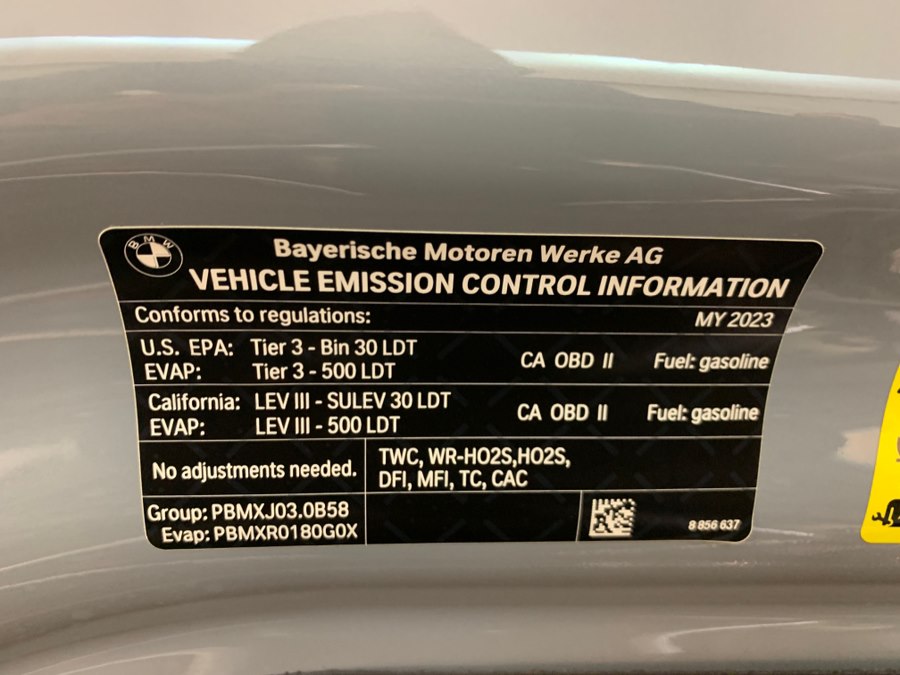 BMW
Bayerische Motoren Werke AG
VEHICLE EMISSION CONTROL INFORMATION
Conforms to regulations: MY 2023
U.S. EPA: Tier 3 - Bin 30 LDT
EVAP: Tier 3 - 500 LDT
CA OBD II Fuel: gasoline
California: LEV III - SULEV 30 LDT
EVAP: LEV III - 500 LDT
CA OBD II Fuel: gasoline
No adjustments needed.
TWC, WR-HO2S,HO2S,
DFI, MFI, TC, CAC
Group: PBMXJ03.0B58
Evap: PBMXR0180G0X
8 856 637